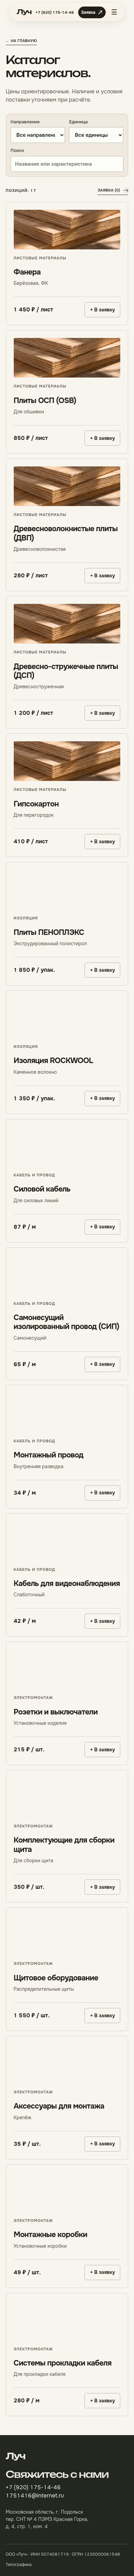 Луч +7 (920) 175-14-46 Заявка
← НА ГЛАВНУЮ
Каталог
материалов.
Цены ориентировочные. Наличие и условия
поставки уточняем при расчёте.
Направление
Единица
Все направлен
Все единицы
Поиск
Название или характеристика
ПОЗИЦИЙ: 17
ЗАЯВКА (0) →
ЛИСТОВЫЕ МАТЕРИАЛЫ
Фанера
Берёзовая, ФК
1 450 ₽ / лист
+ В заявку
ЛИСТОВЫЕ МАТЕРИАЛЫ
Плиты ОСП (OSB)
Для обшивки
850 ₽ / лист
+ В заявку
ЛИСТОВЫЕ МАТЕРИАЛЫ
Древесноволокнистые плиты
(ДВП)
Древесноволокнистая
280 ₽ / лист
+ В заявку
ЛИСТОВЫЕ МАТЕРИАЛЫ
Древесно-стружечные плиты
(ДСП)
Древесностружечная
1 200 ₽ / лист
+ В заявку
ЛИСТОВЫЕ МАТЕРИАЛЫ
Гипсокартон
Для перегородок
410 ₽ / лист
+ В заявку
ИЗОЛЯЦИЯ
Плиты ПЕНОПЛЭКС
Экструдированный полистирол
1 850 ₽ / упак.
+ В заявку
ИЗОЛЯЦИЯ
Изоляция ROCKWOOL
Каменное волокно
1 350 ₽ / упак.
+ В заявку
КАБЕЛЬ И ПРОВОД
Силовой кабель
Для силовых линий
87 ₽ / м
+ В заявку
КАБЕЛЬ И ПРОВОД
Самонесущий
изолированный провод (СИП)
Самонесущий
65 ₽ / м
+ В заявку
КАБЕЛЬ И ПРОВОД
Монтажный провод
Внутренняя разводка
34 ₽ / м
+ В заявку
КАБЕЛЬ И ПРОВОД
Кабель для видеонаблюдения
Слаботочный
42 ₽ / м
+ В заявку
ЭЛЕКТРОМОНТАЖ
Розетки и выключатели
Установочные изделия
215 ₽ / шт.
+ В заявку
ЭЛЕКТРОМОНТАЖ
Комплектующие для сборки
щита
Для сборки щита
350 ₽ / шт.
+ В заявку
ЭЛЕКТРОМОНТАЖ
Щитовое оборудование
Распределительные щиты
1 550 ₽ / шт.
+ В заявку
ЭЛЕКТРОМОНТАЖ
Аксессуары для монтажа
Крепёж
35 ₽ / шт.
+ В заявку
ЭЛЕКТРОМОНТАЖ
Монтажные коробки
Установочные коробки
49 ₽ / шт.
+ В заявку
ЭЛЕКТРОМОНТАЖ
Системы прокладки кабеля
Для прокладки кабеля
280 ₽ / м
+ В заявку
Луч
Свяжитесь с нами
+7 (920) 175-14-46
1751416@internet.ru
Московская область, г. Подольск
тер. СНТ № 4 ПЭМЗ Красная Горка,
д. 4, стр. 1, ком. 4
ООО «Луч» · ИНН 5074081719 · ОГРН 1235000061548
Типографика